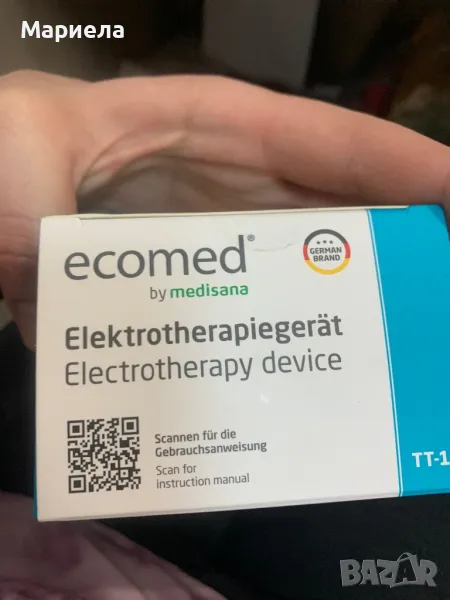 Мариела
ecomed®
by medisana
GERMAN
BRAND
Elektrotherapiegerät
Electrotherapy device
Scannen für die
Gebrauchsanweisung
Scan for
instruction manual
TT-1
BAZAR